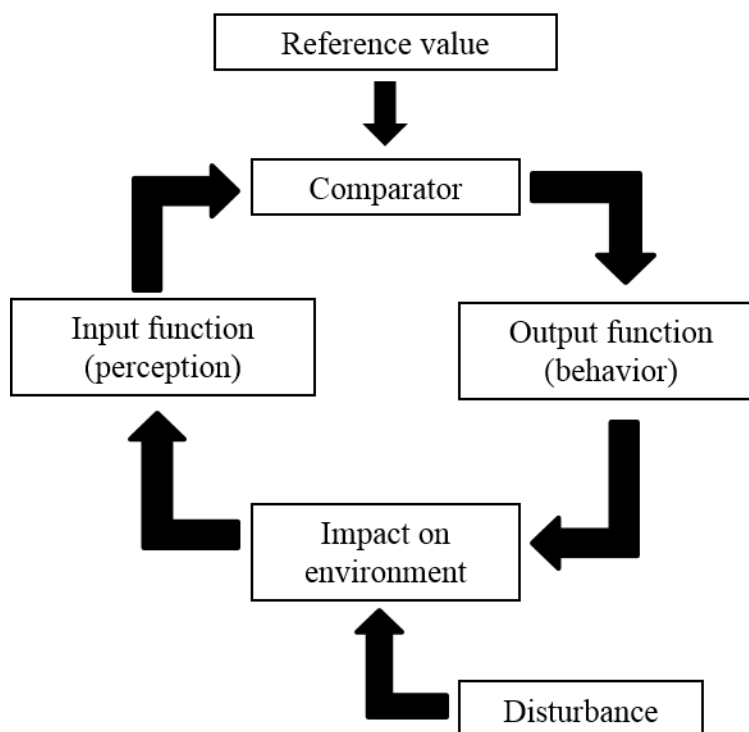 Reference value
Comparator
Input function
(perception)
Output function
(behavior)
Impact on
environment
Disturbance